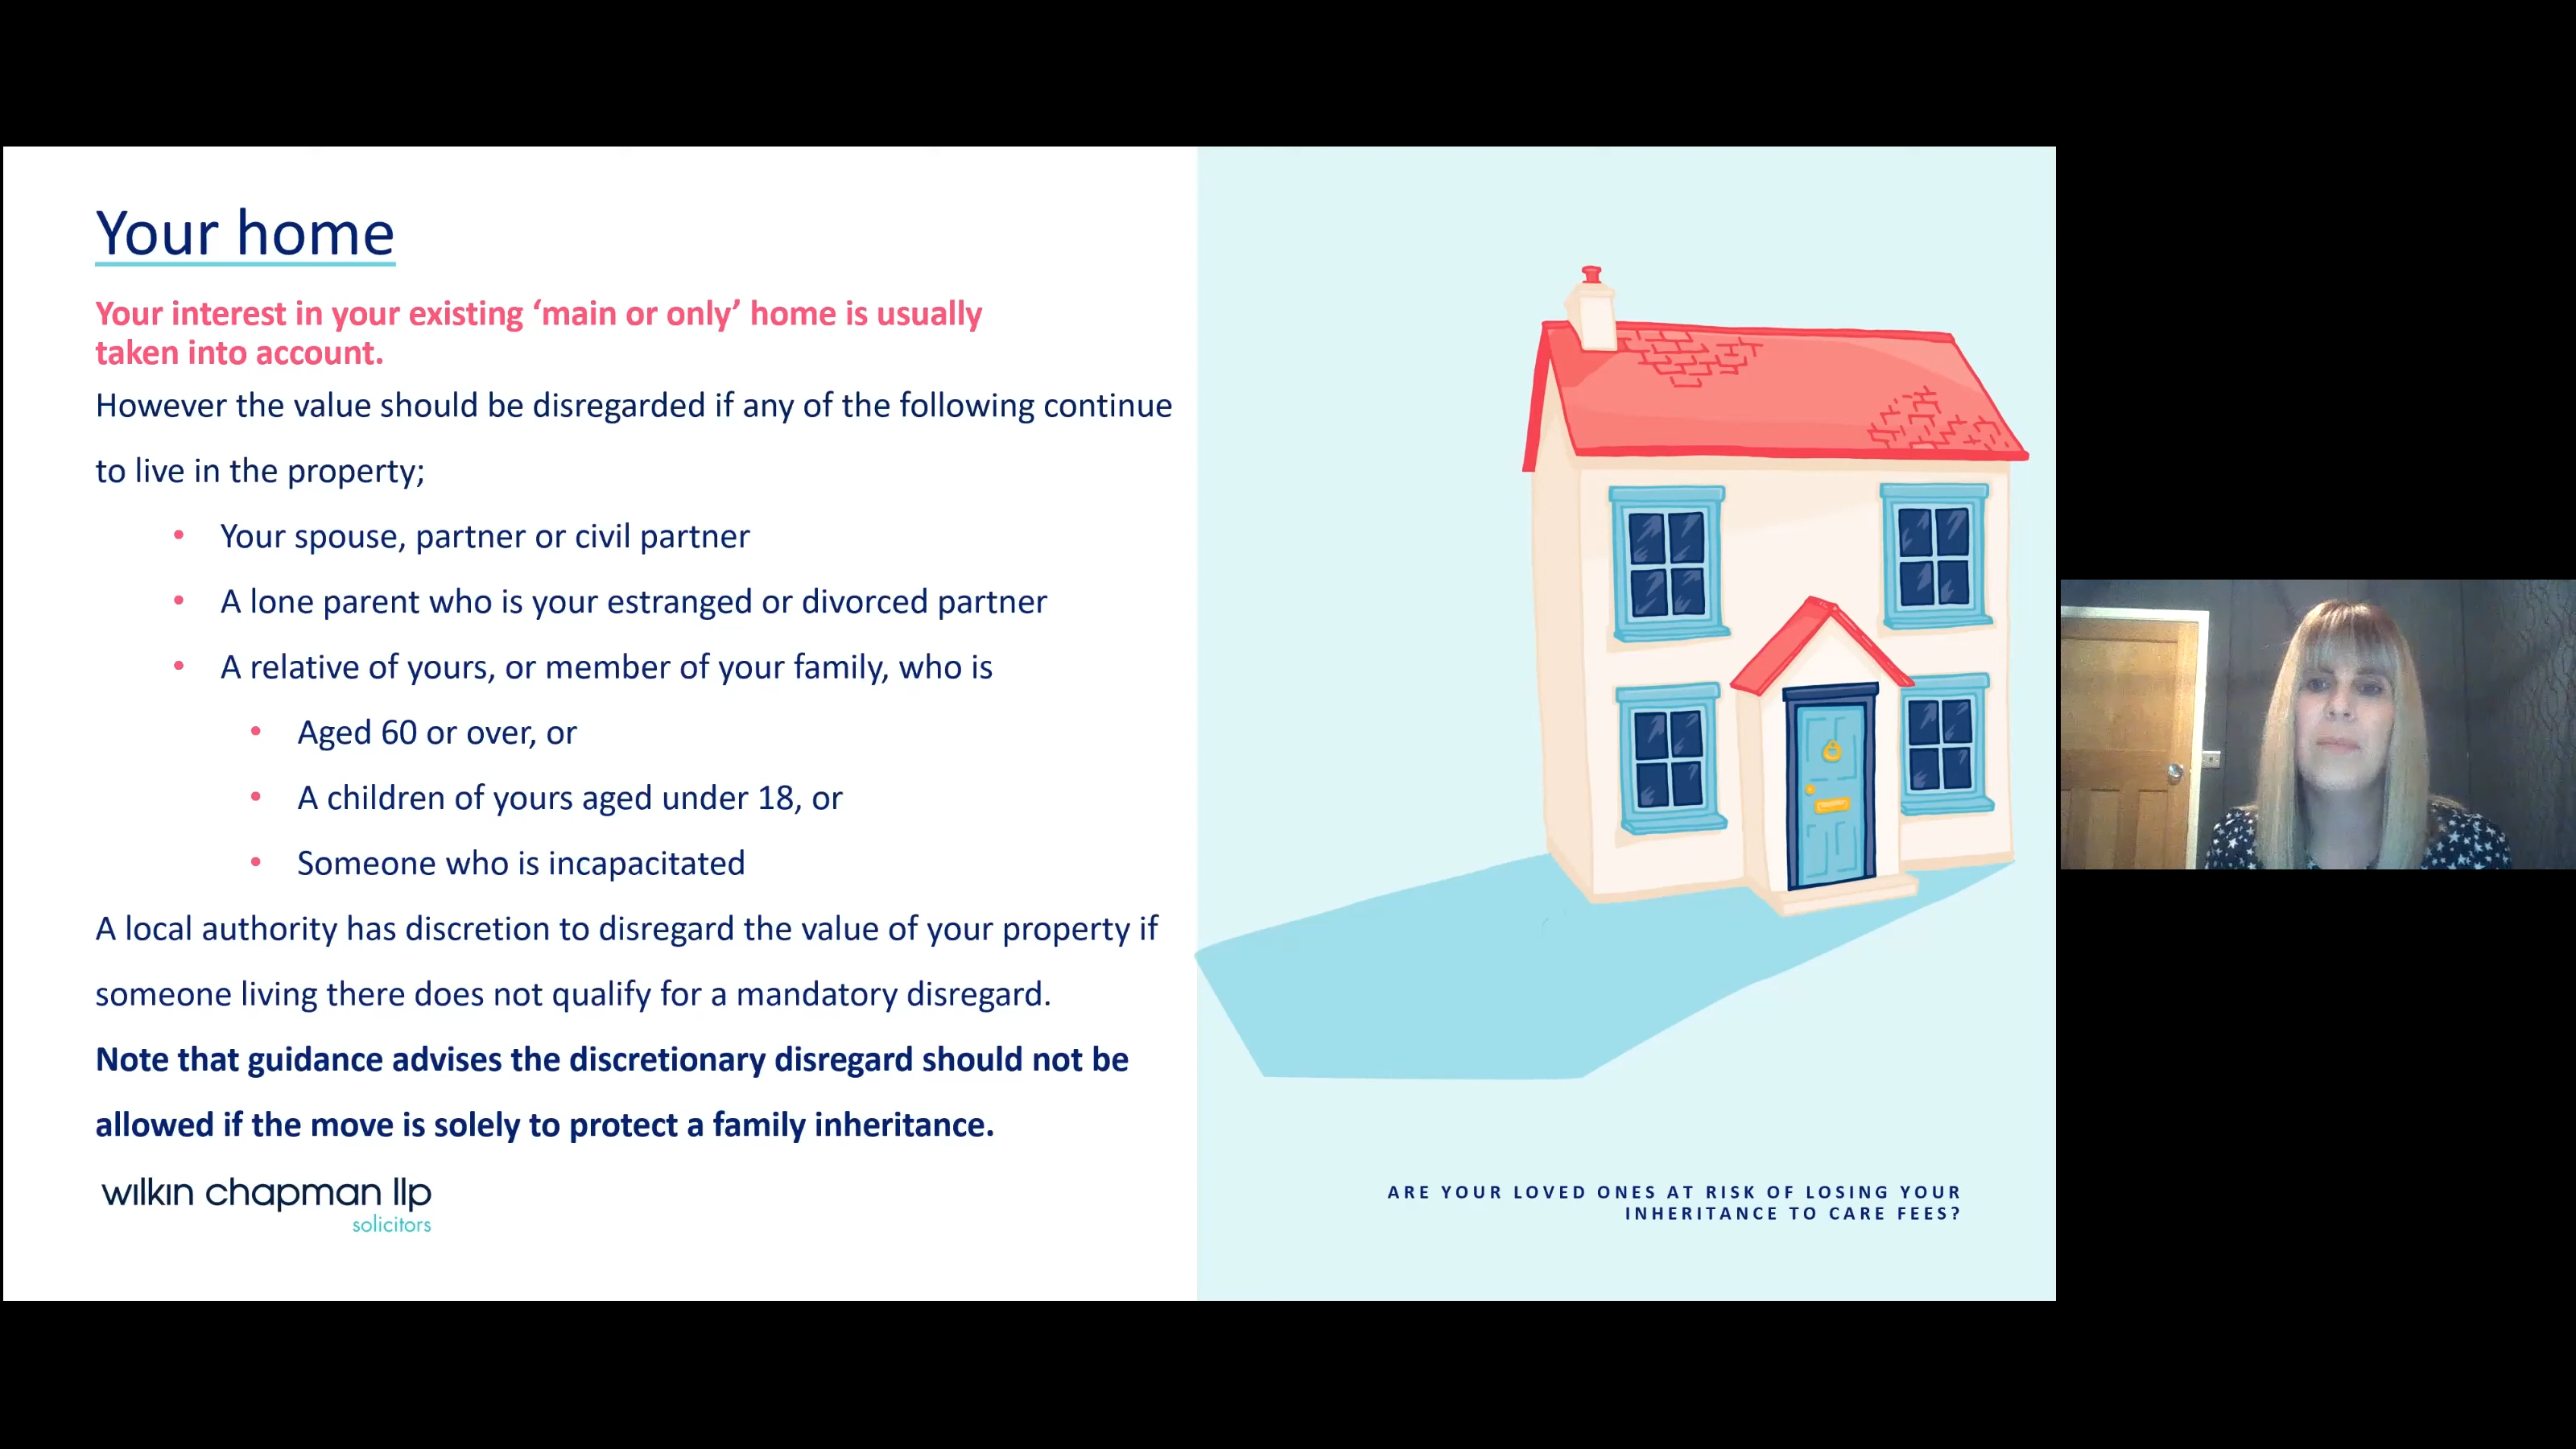 Your home
Your interest in your existing ‘main or only’ home is usually
taken into account.
However the value should be disregarded if any of the following continue
to live in the property;
• Your spouse, partner or civil partner
• A lone parent who is your estranged or divorced partner
• A relative of yours, or member of your family, who is
• Aged 60 or over, or
• A children of yours aged under 18, or
• Someone who is incapacitated
A local authority has discretion to disregard the value of your property if
someone living there does not qualify for a mandatory disregard.
Note that guidance advises the discretionary disregard should not be
allowed if the move is solely to protect a family inheritance.
wilkin chapman llp
solicitors
ARE YOUR LOVED ONES AT RISK OF LOSING YOUR
INHERITANCE TO CARE FEES?